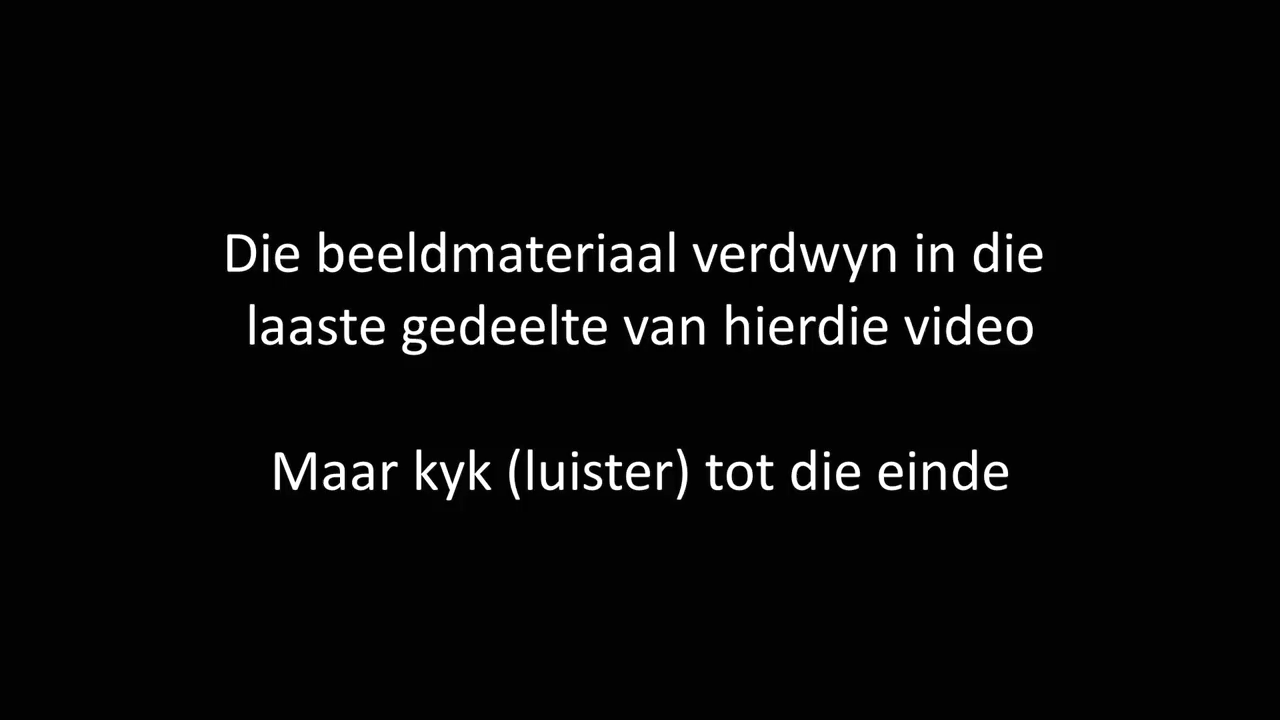 Die beeldmateriaal verdwyn in die
laaste gedeelte van hierdie video
Maar kyk (luister) tot die einde